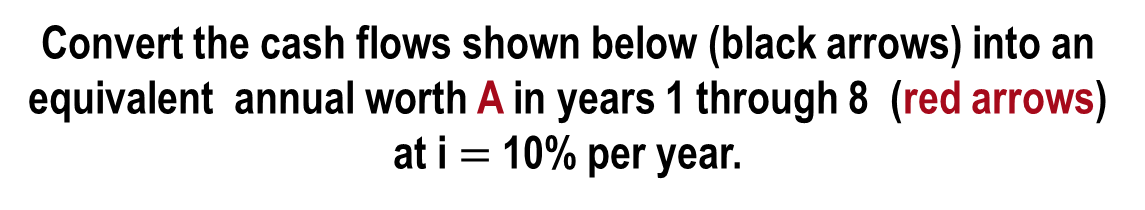 Convert the cash flows shown below (black arrows) into an
equivalent annual worth A in years 1 through 8 (red arrows)
at i = 10% per year.